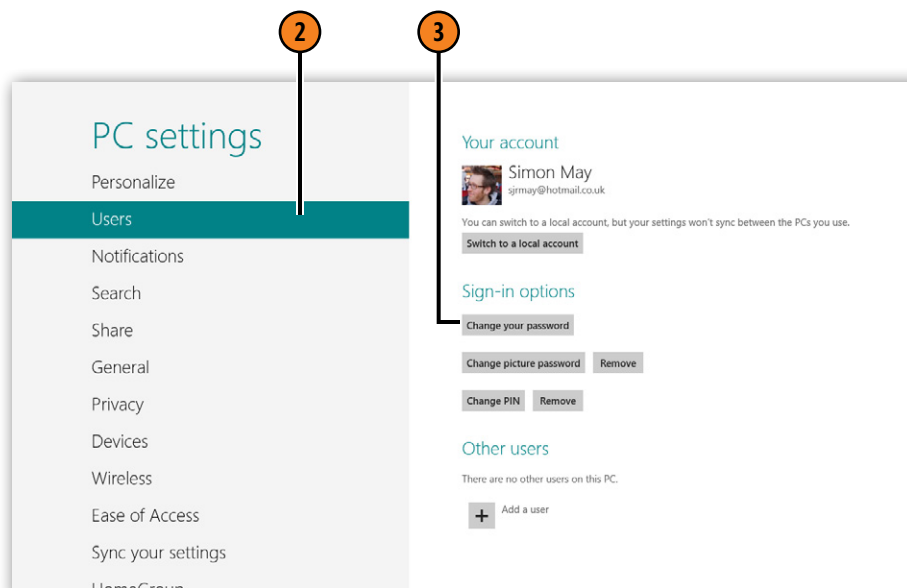 2
3
PC settings
Personalize
Users
Notifications
Search
Share
General
Privacy
Devices
Wireless
Ease of Access
Sync your settings
HomeGroup
Your account
Simon May
sjrmay@hotmail.co.uk
You can switch to a local account, but your settings won't sync between the PCs you use.
Switch to a local account
Sign-in options
Change your password
Change picture password Remove
Change PIN Remove
Other users
There are no other users on this PC.
+ Add a user